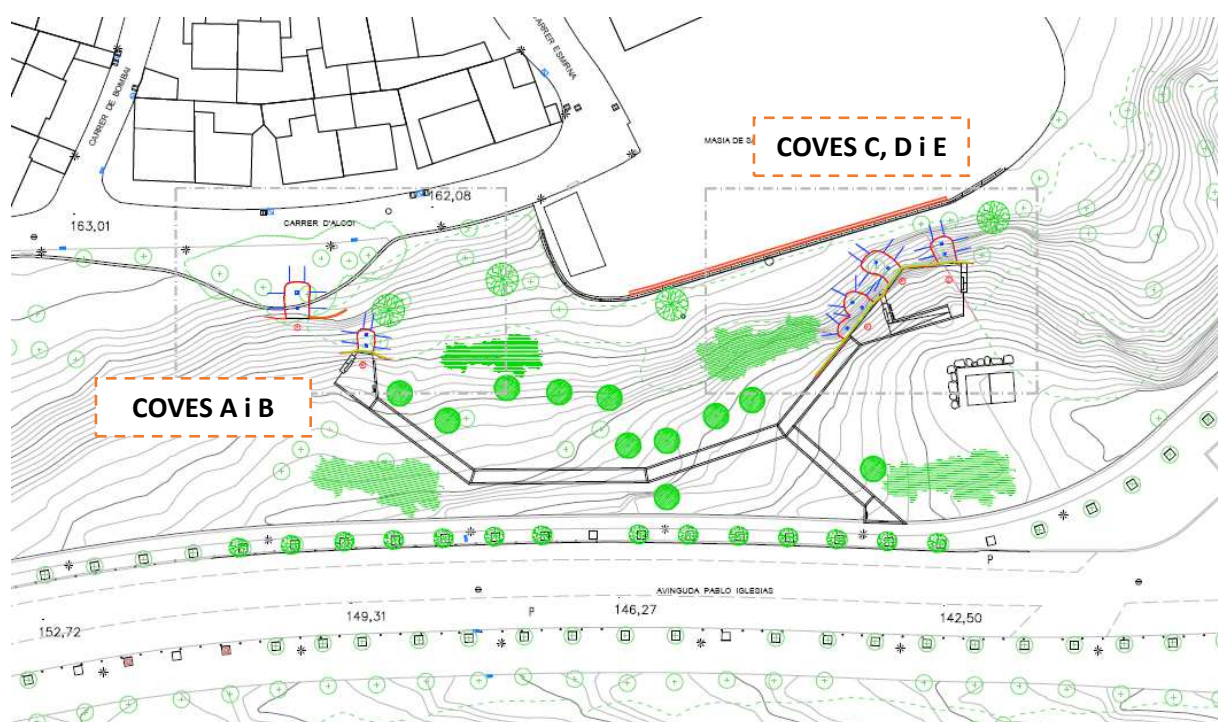 CARRER DE BOMBAI
CARRER ESMIRNA
MASIA DE
COVES C, D i E
162,08
163,01
CARRER D'ALCOI
COVES A i B
P
AVINGUDA PABLO IGLESIAS
149,31
P
146,27
142,50
152,72